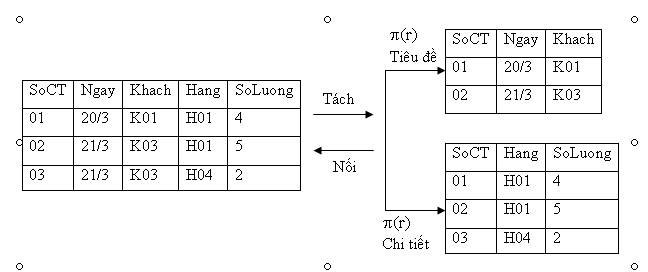 SoCT Ngay Khach Hang SoLuong
01 20/3 K01 H01 4
02 21/3 K03 H01 5
03 21/3 K03 H04 2
Tách
Nối
π(r)
Tiêu đề
SoCT Ngay Khach
01 20/3 K01
02 21/3 K03
SoCT Hang SoLuong
01 H01 4
02 H01 5
03 H04 2
π(r)
Chi tiết